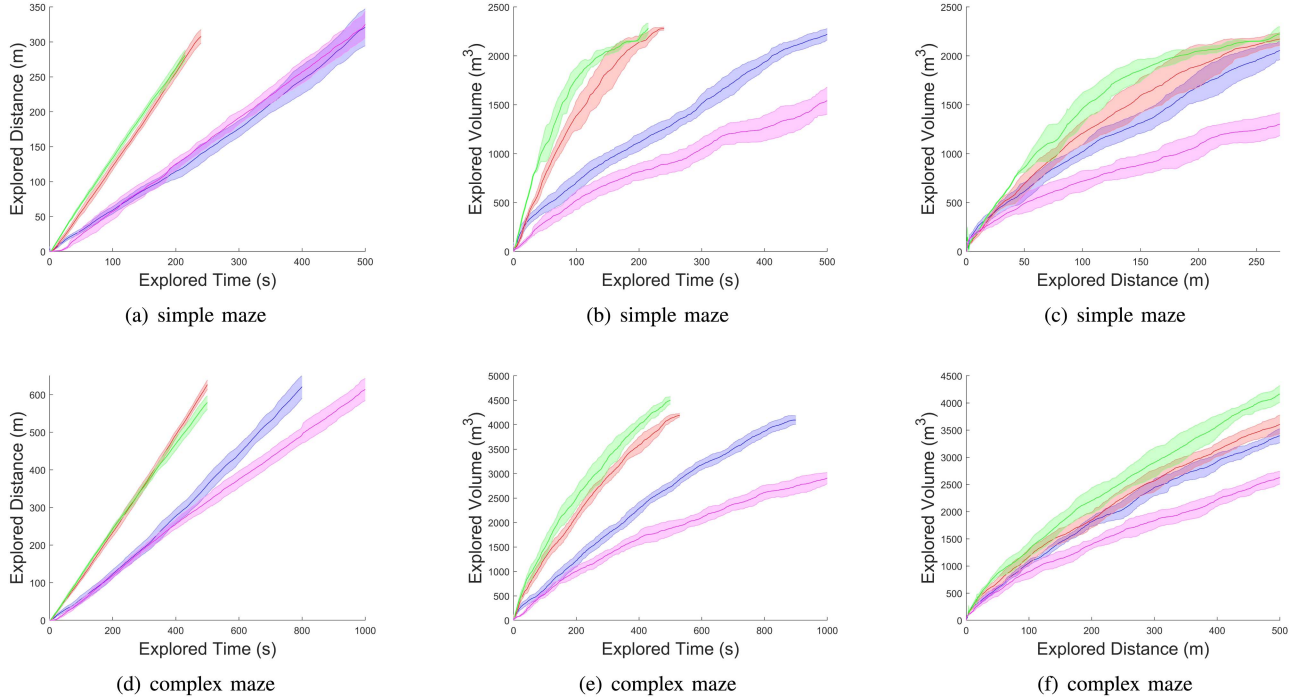 350
300
250
200
150
100
50
0
Explored Distance (m)
0 100 200 300 400 500
Explored Time (s)
(a) simple maze
2500
2000
1500
1000
500
0
Explored Volume (m³)
0 100 200 300 400 500
Explored Time (s)
(b) simple maze
2500
2000
1500
1000
500
0
Explored Volume (m³)
0 50 100 150 200 250
Explored Distance (m)
(c) simple maze
600
500
400
300
200
100
0
Explored Distance (m)
0 200 400 600 800 1000
Explored Time (s)
(d) complex maze
5000
4500
4000
3500
3000
2500
2000
1500
1000
500
0
Explored Volume (m³)
0 200 400 600 800 1000
Explored Time (s)
(e) complex maze
4500
4000
3500
3000
2500
2000
1500
1000
500
0
Explored Volume (m³)
0 100 200 300 400 500
Explored Distance (m)
(f) complex maze